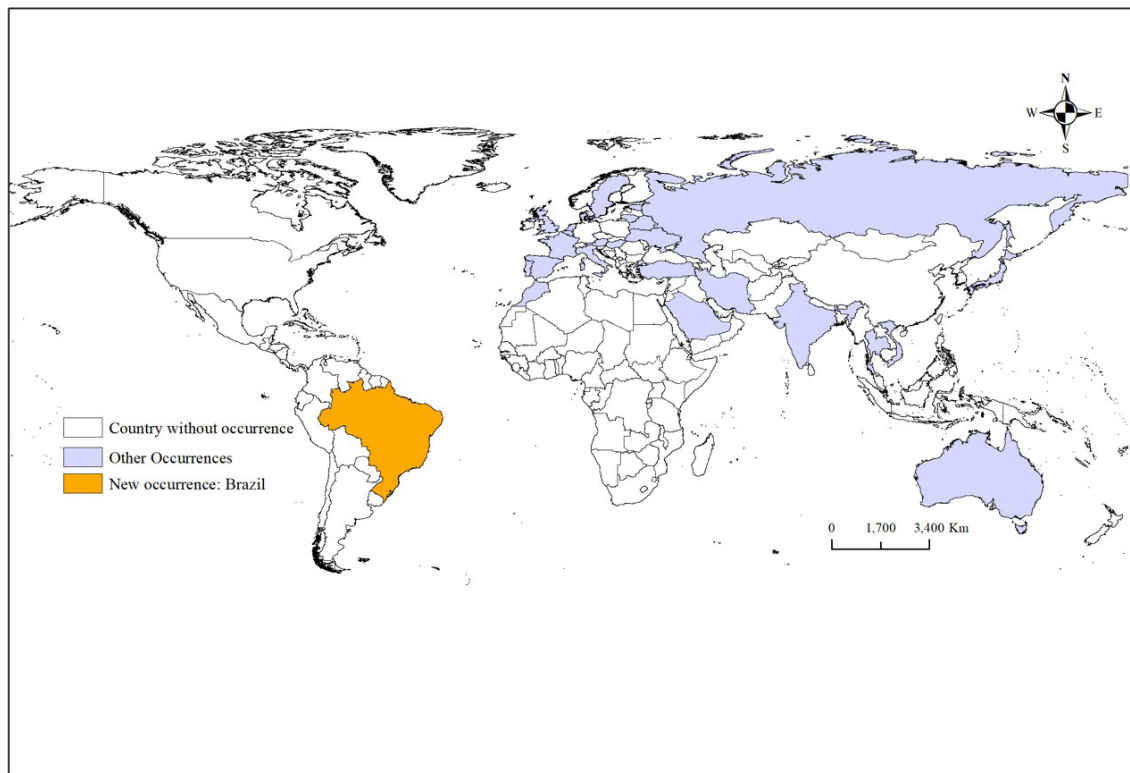 N
W E
S
Country without occurrence
Other Occurrences
New occurrence: Brazil
0 1,700 3,400 Km